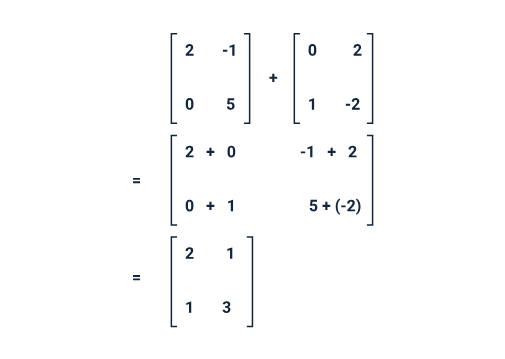 2 -1 + 0 2
0 5 1 -2
= 2 + 0 -1 + 2
0 + 1 5 + (-2)
= 2 1
1 3